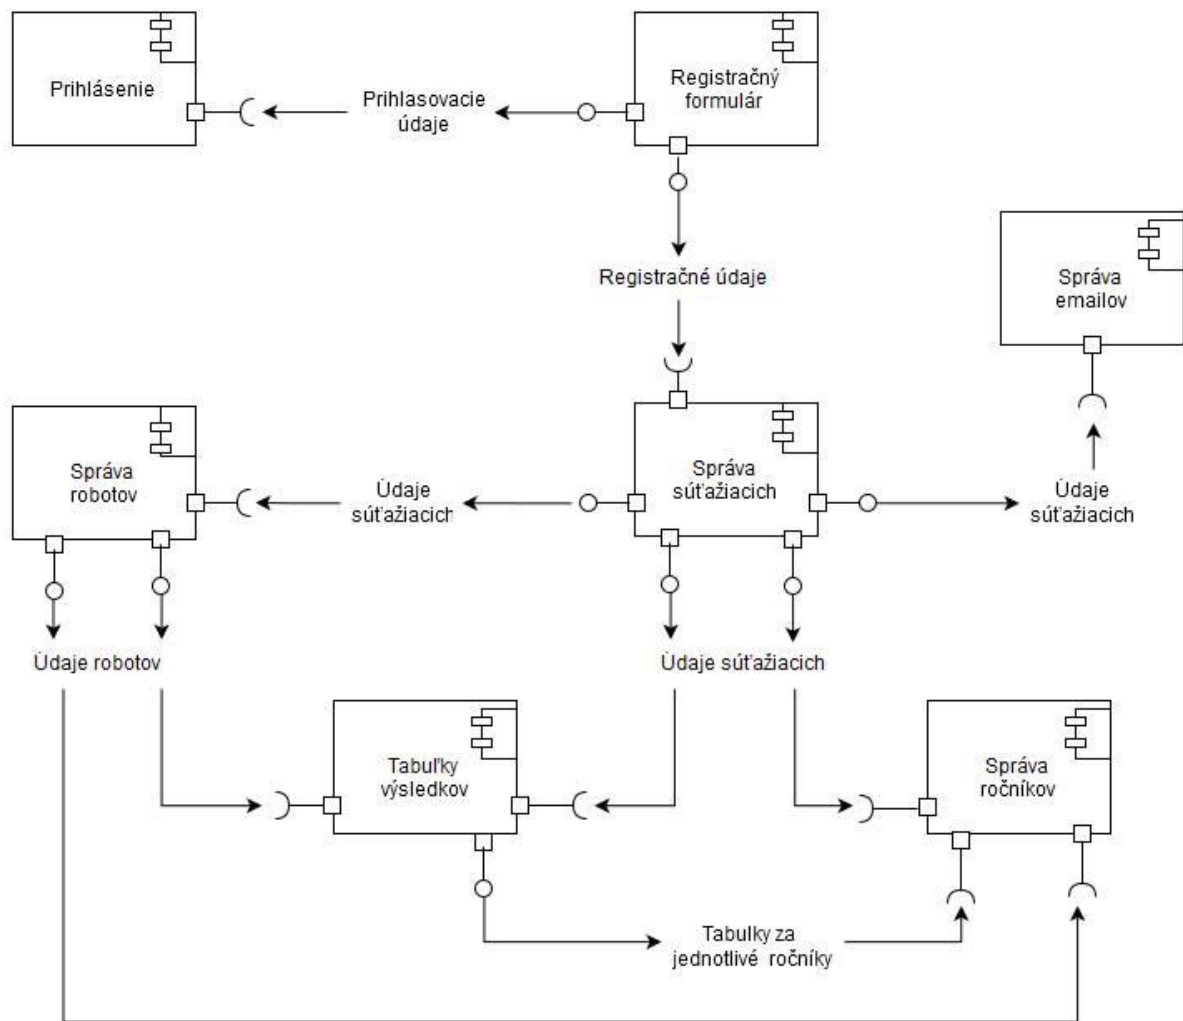 Prihlásenie
Prihlasovacie
údaje
Registračný
formulár
Registračné údaje
Správa
emailov
Správa
robotov
Údaje
súťažiacich
Správa
súťažiacich
Údaje
súťažiacich
Údaje robotov
Údaje súťažiacich
Tabuľky
výsledkov
Správa
ročníkov
Tabulky za
jednotlivé ročníky